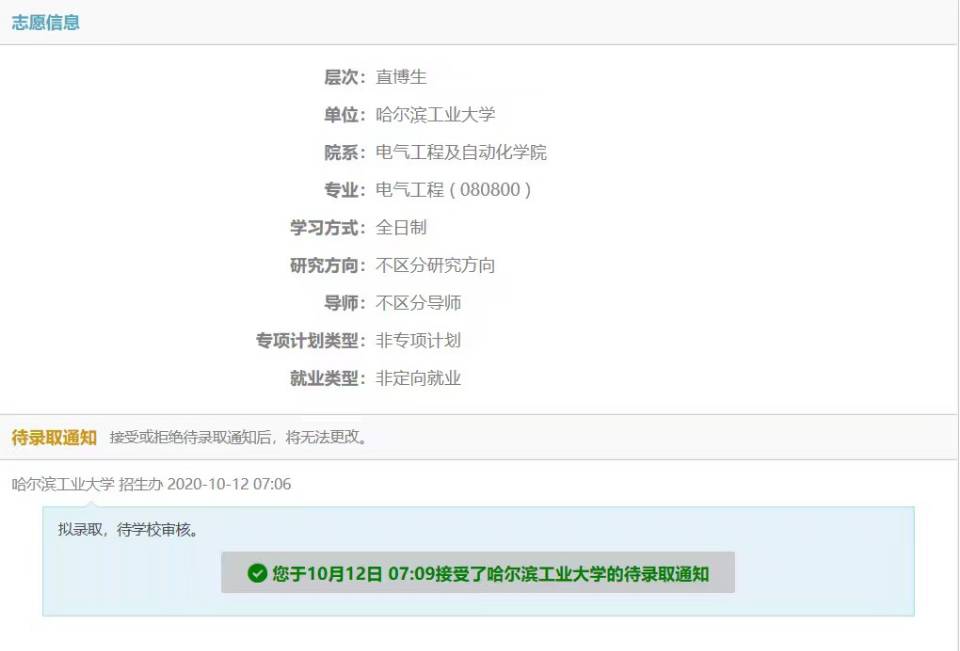 志愿信息
层次：直博生
单位：哈尔滨工业大学
院系：电气工程及自动化学院
专业：电气工程 ( 080800 )
学习方式：全日制
研究方向：不区分研究方向
导师：不区分导师
专项计划类型：非专项计划
就业类型：非定向就业
待录取通知 接受或拒绝待录取通知后，将无法更改。
哈尔滨工业大学 招生办 2020-10-12 07:06
拟录取，待学校审核。
您于10月12日 07:09接受了哈尔滨工业大学的待录取通知